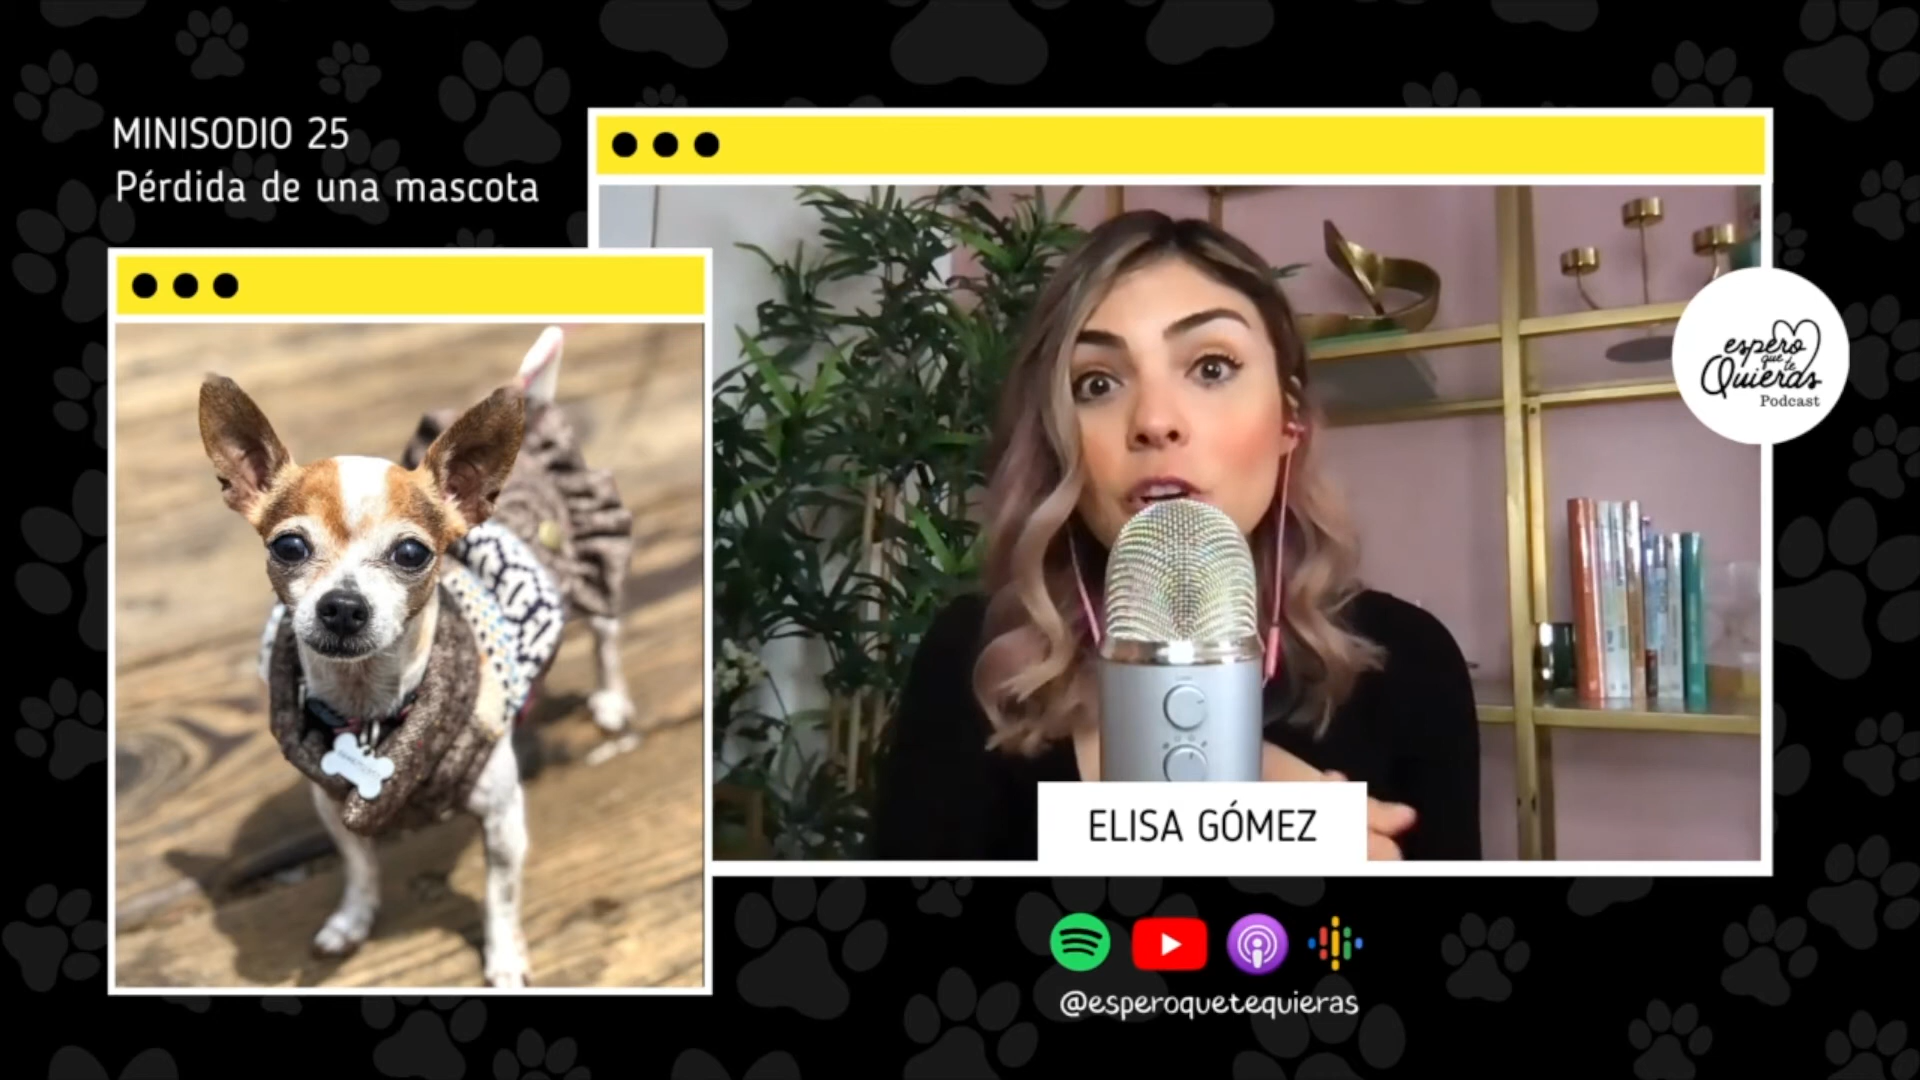 MINISODIO 25
Pérdida de una mascota
espero
que te
Quieras
Podcast
ELISA GÓMEZ
@esperoquetequieras